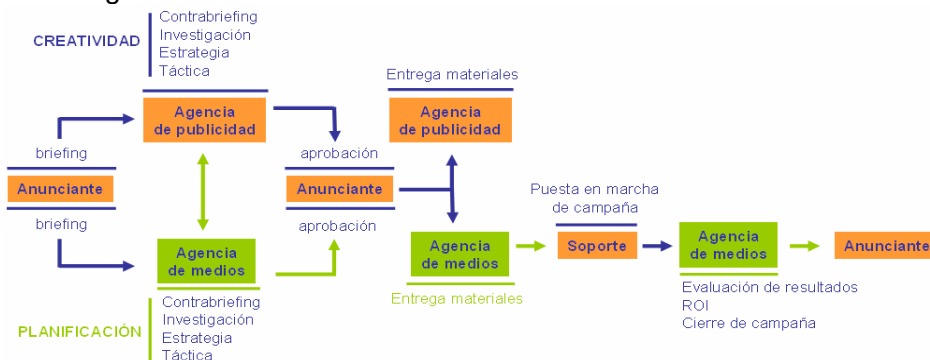 Contrabriefing
Investigación
Estrategia
Táctica
CREATIVIDAD
Entrega materiales
Agencia
de publicidad
Agencia
de publicidad
briefing
aprobación
Anunciante
Anunciante
Puesta en marcha
de campaña
briefing
aprobación
Agencia
de medios
Agencia
de medios
Soporte
Agencia
de medios
Anunciante
Entrega materiales
Evaluación de resultados
ROI
Cierre de campaña
PLANIFICACIÓN
Contrabriefing
Investigación
Estrategia
Táctica